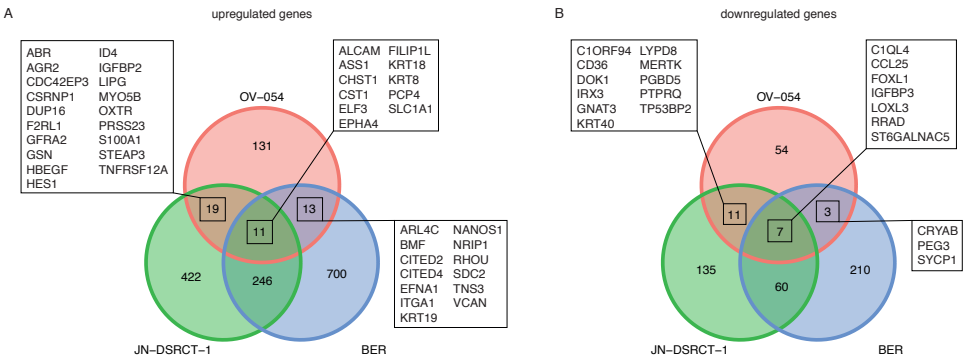 A
upregulated genes
ABR ID4
AGR2 IGFBP2
CDC42EP3 LIPG
CSRNP1 MYO5B
DUP16 OXTR
F2RL1 PRSS23
GFRA2 S100A1
GSN STEAP3
HBEGF TNFRSF12A
HES1
ALCAM FILIP1L
ASS1 KRT18
CHST1 KRT8
CST1 PCP4
ELF3 SLC1A1
EPHA4
OV-054
131
19
13
11
422
246
700
ARL4C NANOS1
BMF NRIP1
CITED2 RHOU
CITED4 SDC2
EFNA1 TNS3
ITGA1 VCAN
KRT19
JN-DSRCT-1
BER
B
downregulated genes
C1ORF94 LYPD8
CD36 MERTK
DOK1 PGBD5
IRX3 PTPRQ
GNAT3 TP53BP2
KRT40
C1QL4
CCL25
FOXL1
IGFBP3
LOXL3
RRAD
ST6GALNAC5
OV-054
54
11
3
7
135
60
210
CRYAB
PEG3
SYCP1
JN-DSRCT-1
BER